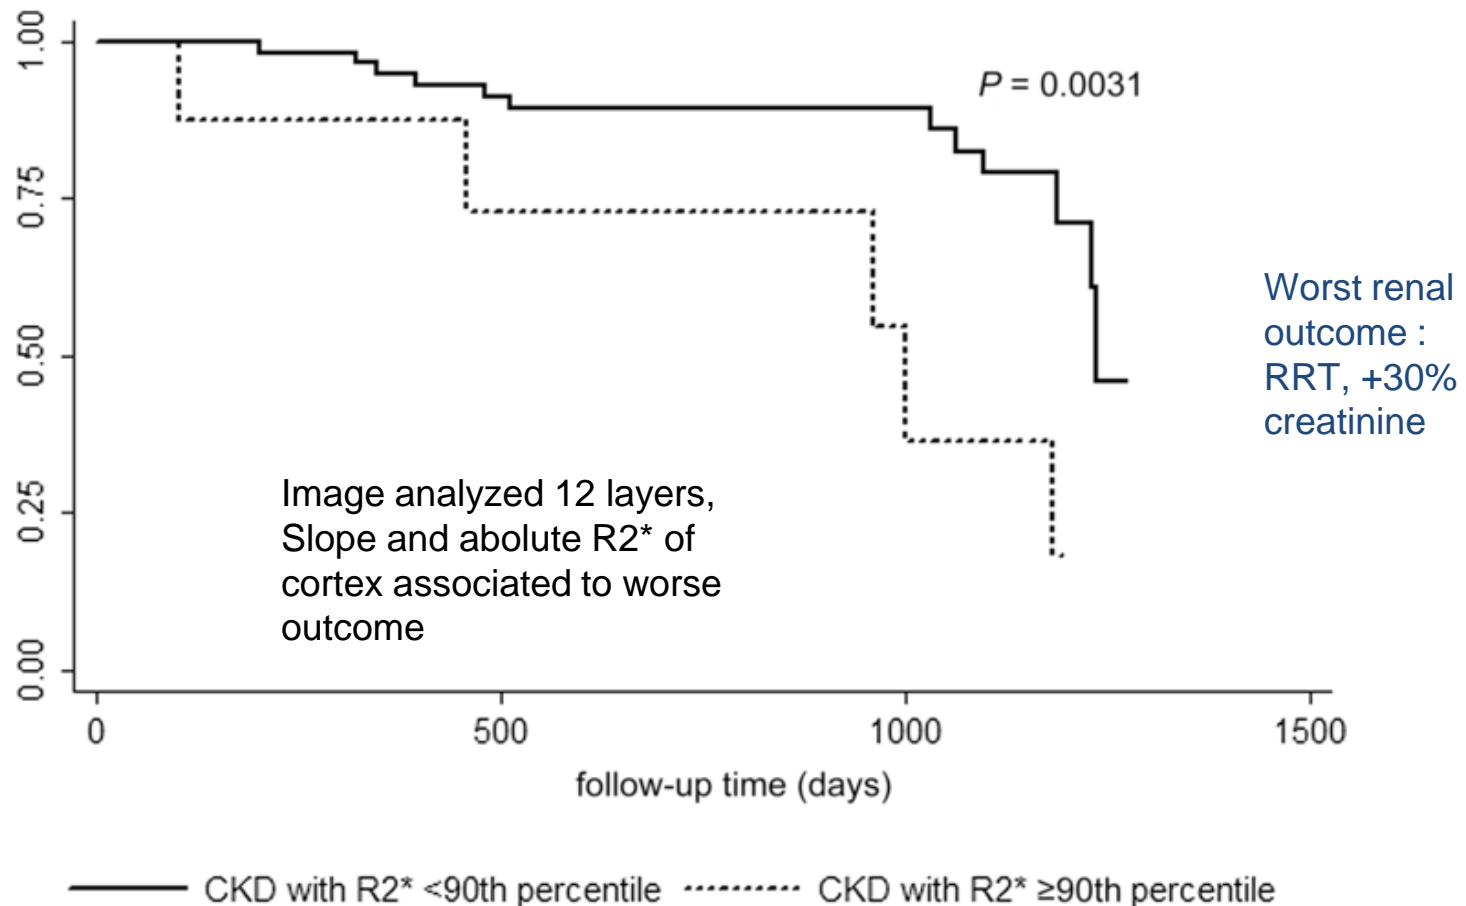 1.00
P = 0.0031
0.75
Worst renal
outcome :
RRT, +30%
creatinine
0.50
Image analyzed 12 layers,
Slope and abolute R2* of
cortex associated to worse
outcome
0.25
0.00
0 500 1000 1500
follow-up time (days)
CKD with R2* <90th percentile CKD with R2* ≥90th percentile